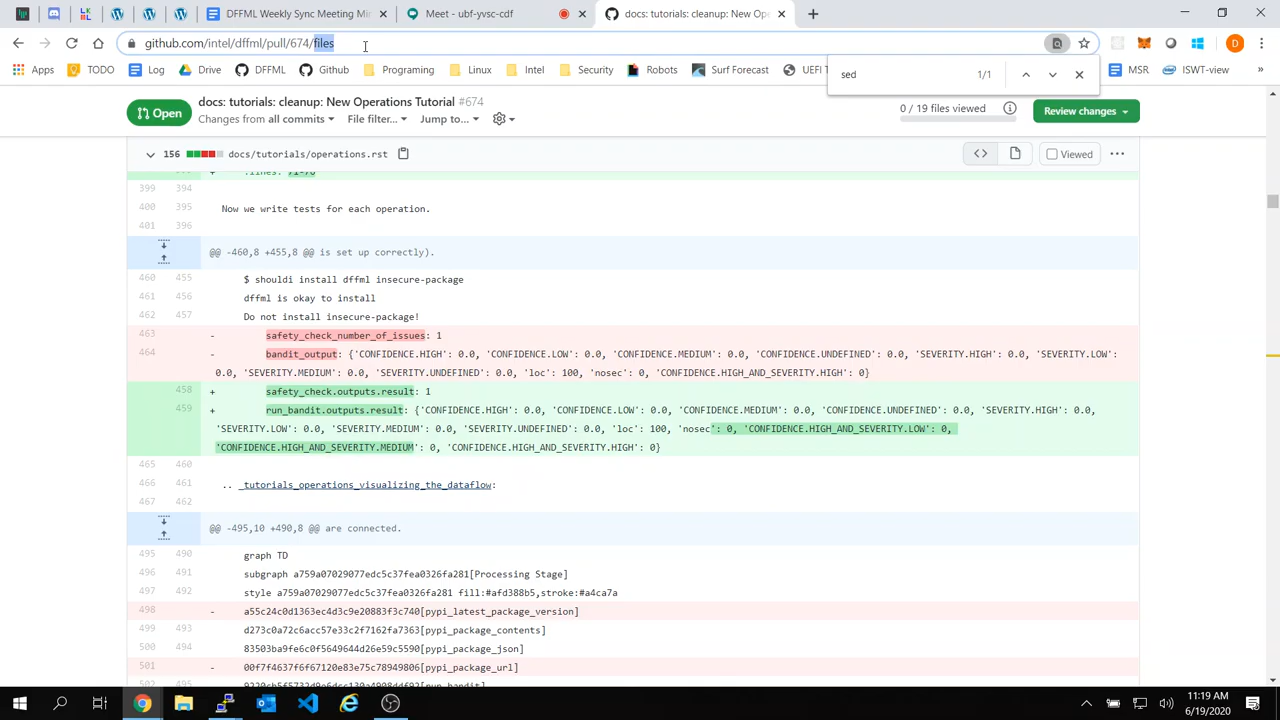 DFFML Weekly Sync Meeting Min
Meet - ubf-yvsc-cdf
docs: tutorials: cleanup: New Ope
github.com/intel/dffml/pull/674/files
D
Apps
TODO
Log
Drive
DFFML
Github
Programing
Linux
Intel
Security
Robots
Surf Forecast
UEFI T
MSR
ISWT-view
»
sed
1/1
Open
docs: tutorials: cleanup: New Operations Tutorial #674
Changes from all commits
File filter...
Jump to...
0 / 19 files viewed
Review changes
156
docs/tutorials/operations.rst
Viewed
+ :lines: 71-76
399 394
400 395 Now we write tests for each operation.
401 396
@@ -460,8 +455,8 @@ is set up correctly).
460 455 $ shouldi install dffml insecure-package
461 456 dffml is okay to install
462 457 Do not install insecure-package!
463 - safety_check_number_of_issues: 1
464 - bandit_output: {'CONFIDENCE.HIGH': 0.0, 'CONFIDENCE.LOW': 0.0, 'CONFIDENCE.MEDIUM': 0.0, 'CONFIDENCE.UNDEFINED': 0.0, 'SEVERITY.HIGH': 0.0, 'SEVERITY.LOW':
0.0, 'SEVERITY.MEDIUM': 0.0, 'SEVERITY.UNDEFINED': 0.0, 'loc': 100, 'nosec': 0, 'CONFIDENCE.HIGH_AND_SEVERITY.HIGH': 0}
458 + safety_check.outputs.result: 1
459 + run_bandit.outputs.result: {'CONFIDENCE.HIGH': 0.0, 'CONFIDENCE.LOW': 0.0, 'CONFIDENCE.MEDIUM': 0.0, 'CONFIDENCE.UNDEFINED': 0.0, 'SEVERITY.HIGH': 0.0,
'SEVERITY.LOW': 0.0, 'SEVERITY.MEDIUM': 0.0, 'SEVERITY.UNDEFINED': 0.0, 'loc': 100, 'nosec': 0, 'CONFIDENCE.HIGH_AND_SEVERITY.LOW': 0,
'CONFIDENCE.HIGH_AND_SEVERITY.MEDIUM': 0, 'CONFIDENCE.HIGH_AND_SEVERITY.HIGH': 0}
465 460
466 461 .. _tutorials_operations_visualizing_the_dataflow:
467 462
@@ -495,10 +490,8 @@ are connected.
495 490 graph TD
496 491 subgraph a759a07029077edc5c37fea0326fa281[Processing Stage]
497 492 style a759a07029077edc5c37fea0326fa281 fill:#afd388b5,stroke:#a4ca7a
498 - a55c24c0d1363ec4d3c9e20883f3c740[pypi_latest_package_version]
499 493 d273c0a72c6acc57e33c2f7162fa7363[pypi_package_contents]
500 494 83503ba9fe6c0f5649644d26e59c5590[pypi_package_json]
501 - 00f7f4637f6f67120e83e75c78949806[pypi_package_url]
502 495 9220cb5f5732d9e6dsc130a4908ddf92[run_bandit]
11:19 AM
6/19/2020